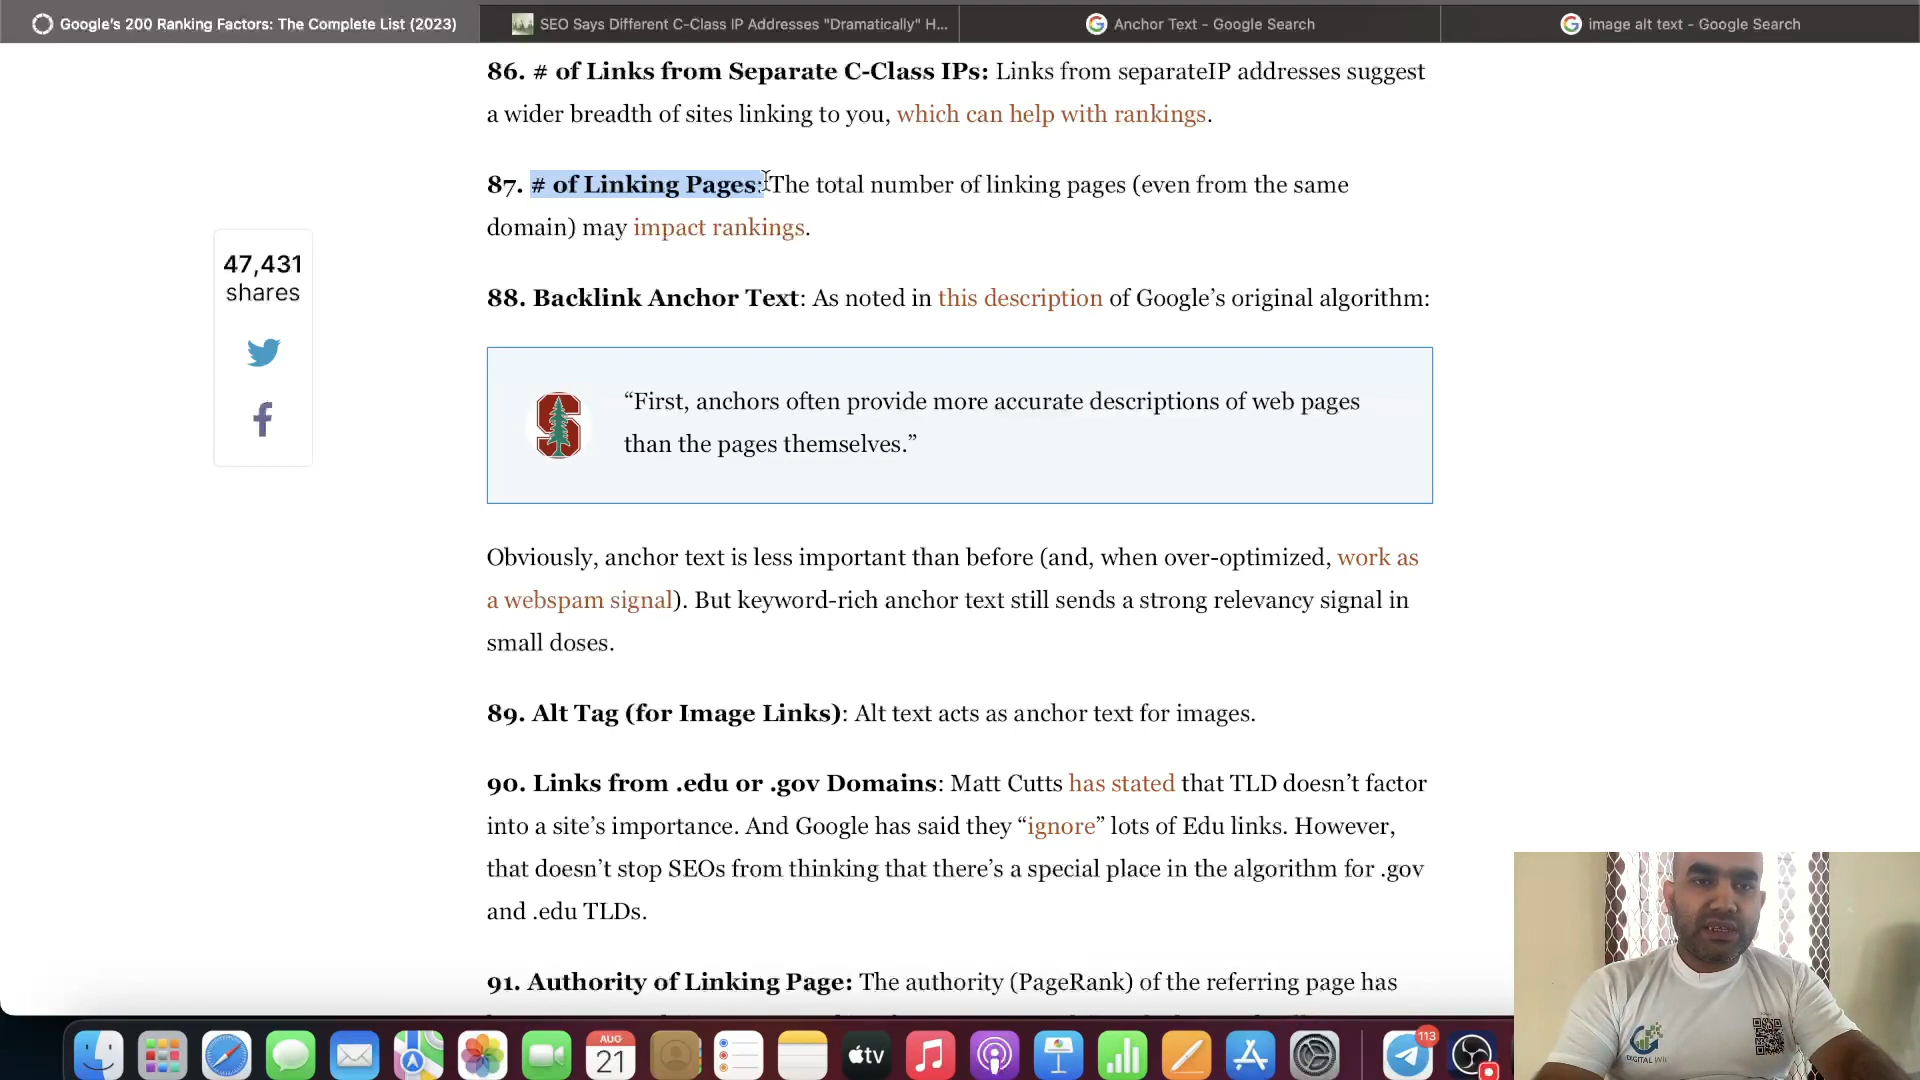 Google's 200 Ranking Factors: The Complete List (2023)
SEO Says Different C-Class IP Addresses "Dramatically" H...
Anchor Text - Google Search
image alt text - Google Search
86. # of Links from Separate C-Class IPs: Links from separateIP addresses suggest
a wider breadth of sites linking to you, which can help with rankings.
87. # of Linking Pages: The total number of linking pages (even from the same
domain) may impact rankings.
47,431
shares
88. Backlink Anchor Text: As noted in this description of Google's original algorithm:
“First, anchors often provide more accurate descriptions of web pages
than the pages themselves.”
Obviously, anchor text is less important than before (and, when over-optimized, work as
a webspam signal). But keyword-rich anchor text still sends a strong relevancy signal in
small doses.
89. Alt Tag (for Image Links): Alt text acts as anchor text for images.
90. Links from .edu or .gov Domains: Matt Cutts has stated that TLD doesn't factor
into a site's importance. And Google has said they “ignore” lots of Edu links. However,
that doesn't stop SEOs from thinking that there's a special place in the algorithm for .gov
and .edu TLDs.
91. Authority of Linking Page: The authority (PageRank) of the referring page has
AUG
21
tv
113
DIGITAL